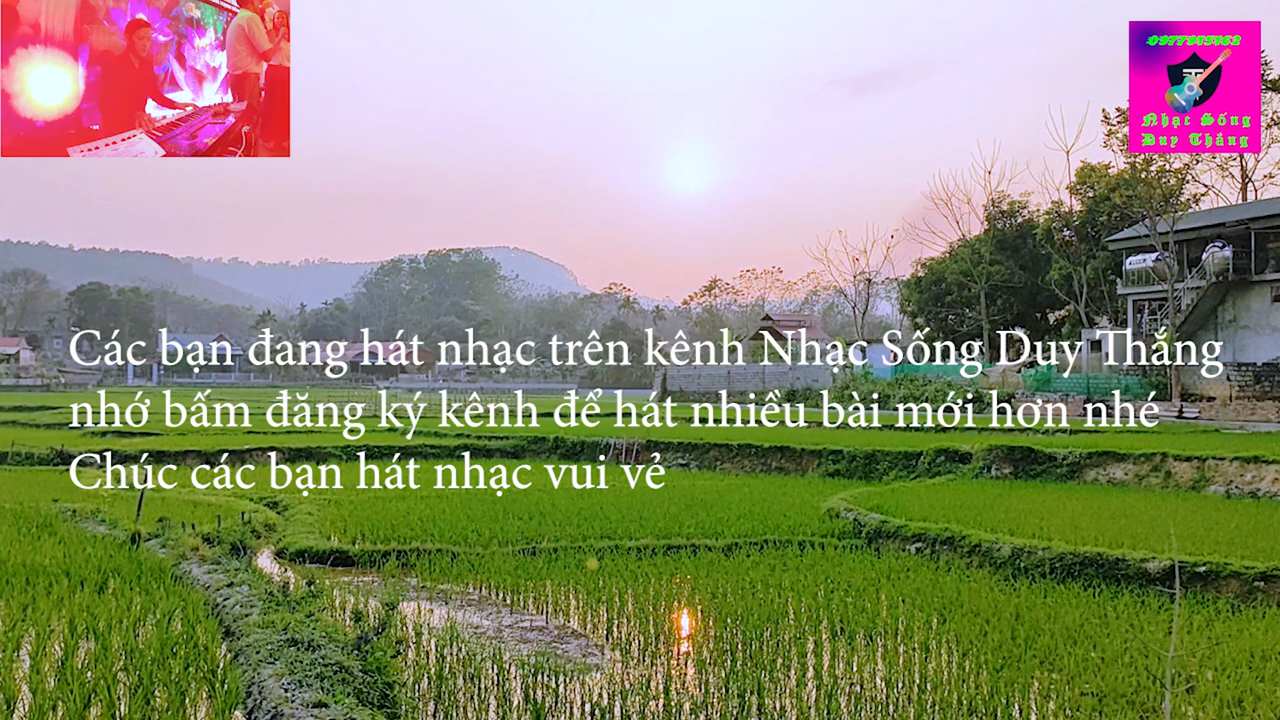 0977915162
Nhạc Sống
Duy Thắng
Các bạn đang hát nhạc trên kênh Nhạc Sống Duy Thắng
nhớ bấm đăng ký kênh để hát nhiều bài mới hơn nhé
Chúc các bạn hát nhạc vui vẻ